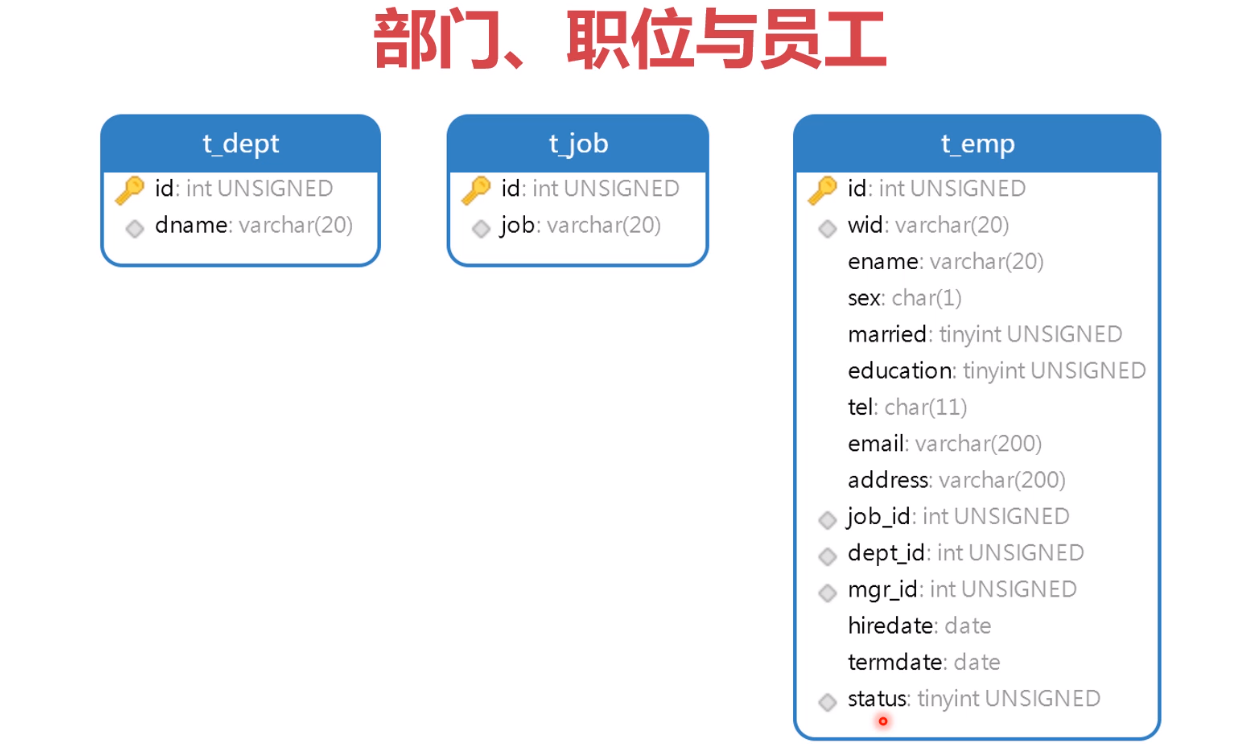 部门、职位与员工
t_dept
id: int UNSIGNED
dname: varchar(20)
t_job
id: int UNSIGNED
job: varchar(20)
t_emp
id: int UNSIGNED
wid: varchar(20)
ename: varchar(20)
sex: char(1)
married: tinyint UNSIGNED
education: tinyint UNSIGNED
tel: char(11)
email: varchar(200)
address: varchar(200)
job_id: int UNSIGNED
dept_id: int UNSIGNED
mgr_id: int UNSIGNED
hiredate: date
termdate: date
status: tinyint UNSIGNED